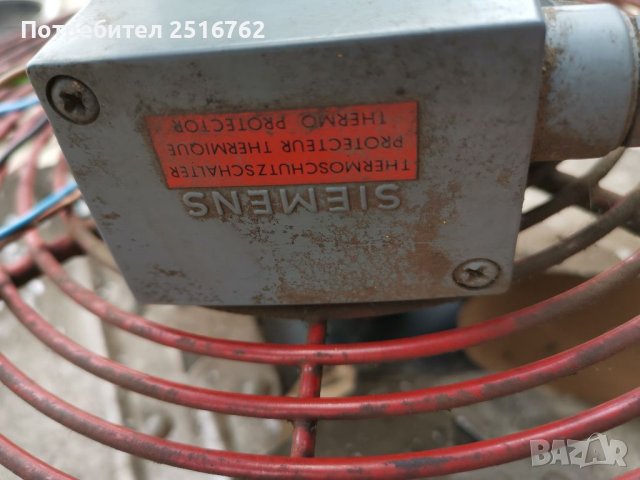 Потребител 2516762
SIEMENS
THERMOSCHUTZSCHALTER
PROTECTEUR THERMIQUE
THERMO PROTECTOR
BAZAR